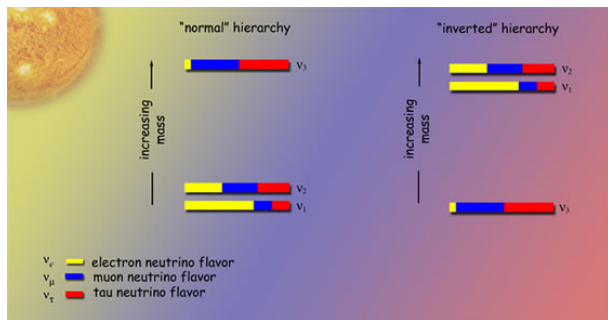 "normal" hierarchy
"inverted" hierarchy
increasing
mass
ν3
ν2
ν1
increasing
mass
ν2
ν1
ν3
νe electron neutrino flavor
νμ muon neutrino flavor
ντ tau neutrino flavor